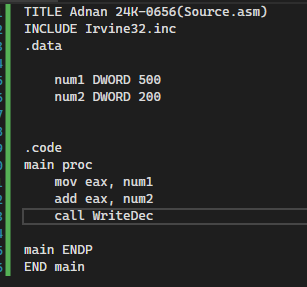 TITLE Adnan 24K-0656(Source.asm)
INCLUDE Irvine32.inc
.data
num1 DWORD 500
num2 DWORD 200
.code
main proc
mov eax, num1
add eax, num2
call WriteDec
main ENDP
END main